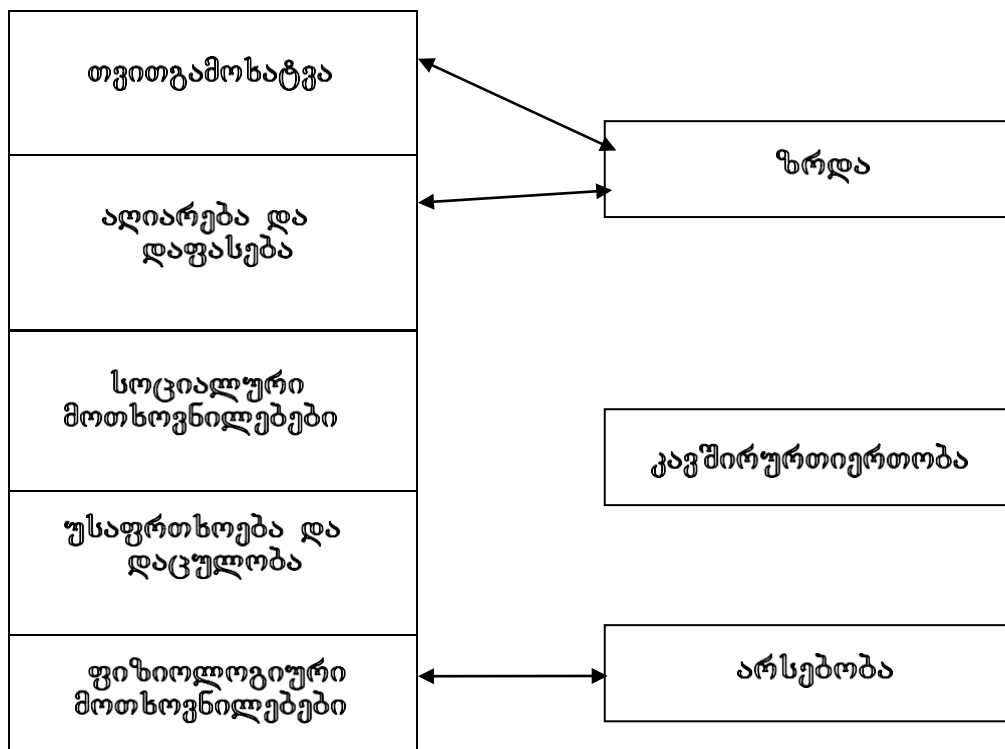 თვითგამოხატვა
აღიარება და
დაფასება
სოციალური
მოთხოვნილებები
უსაფრთხოება და
დაცულობა
ფიზიოლოგიური
მოთხოვნილებები
ზრდა
კავშირურთიერთობა
არსებობა